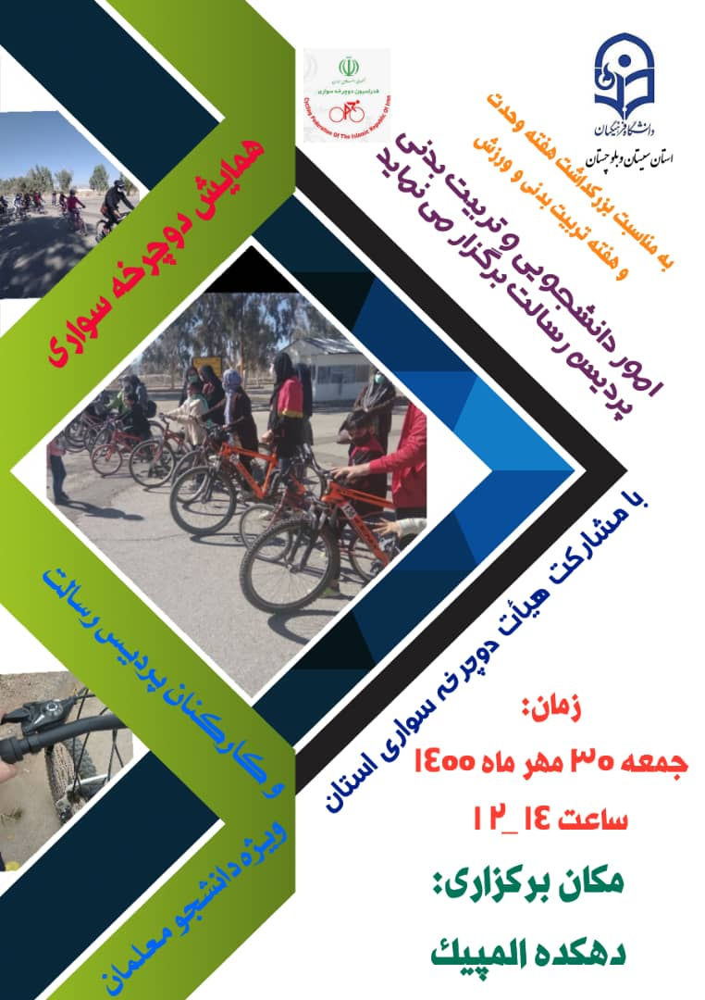 دانشگاه فرهنگیان
استان سیستان و بلوچستان
فدراسیون دوچرخه سواری
Cycling Federation Of The Islamic Republic Of Iran
به مناسبت بزرگداشت هفته وحدت
و هفته تربیت بدنی و ورزش
امور دانشجویی و تربیت بدنی
پردیس رسالت برگزار می نماید
همایش دوچرخه سواری
با مشارکت هیأت دوچرخه سواری استان
ویژه دانشجو معلمان
و کارکنان پردیس رسالت
زمان:
جمعه ۳۰ مهر ماه ۱۴۰۰
ساعت ۱۴ _۱۲
مکان برگزاری:
دهکده المپیک